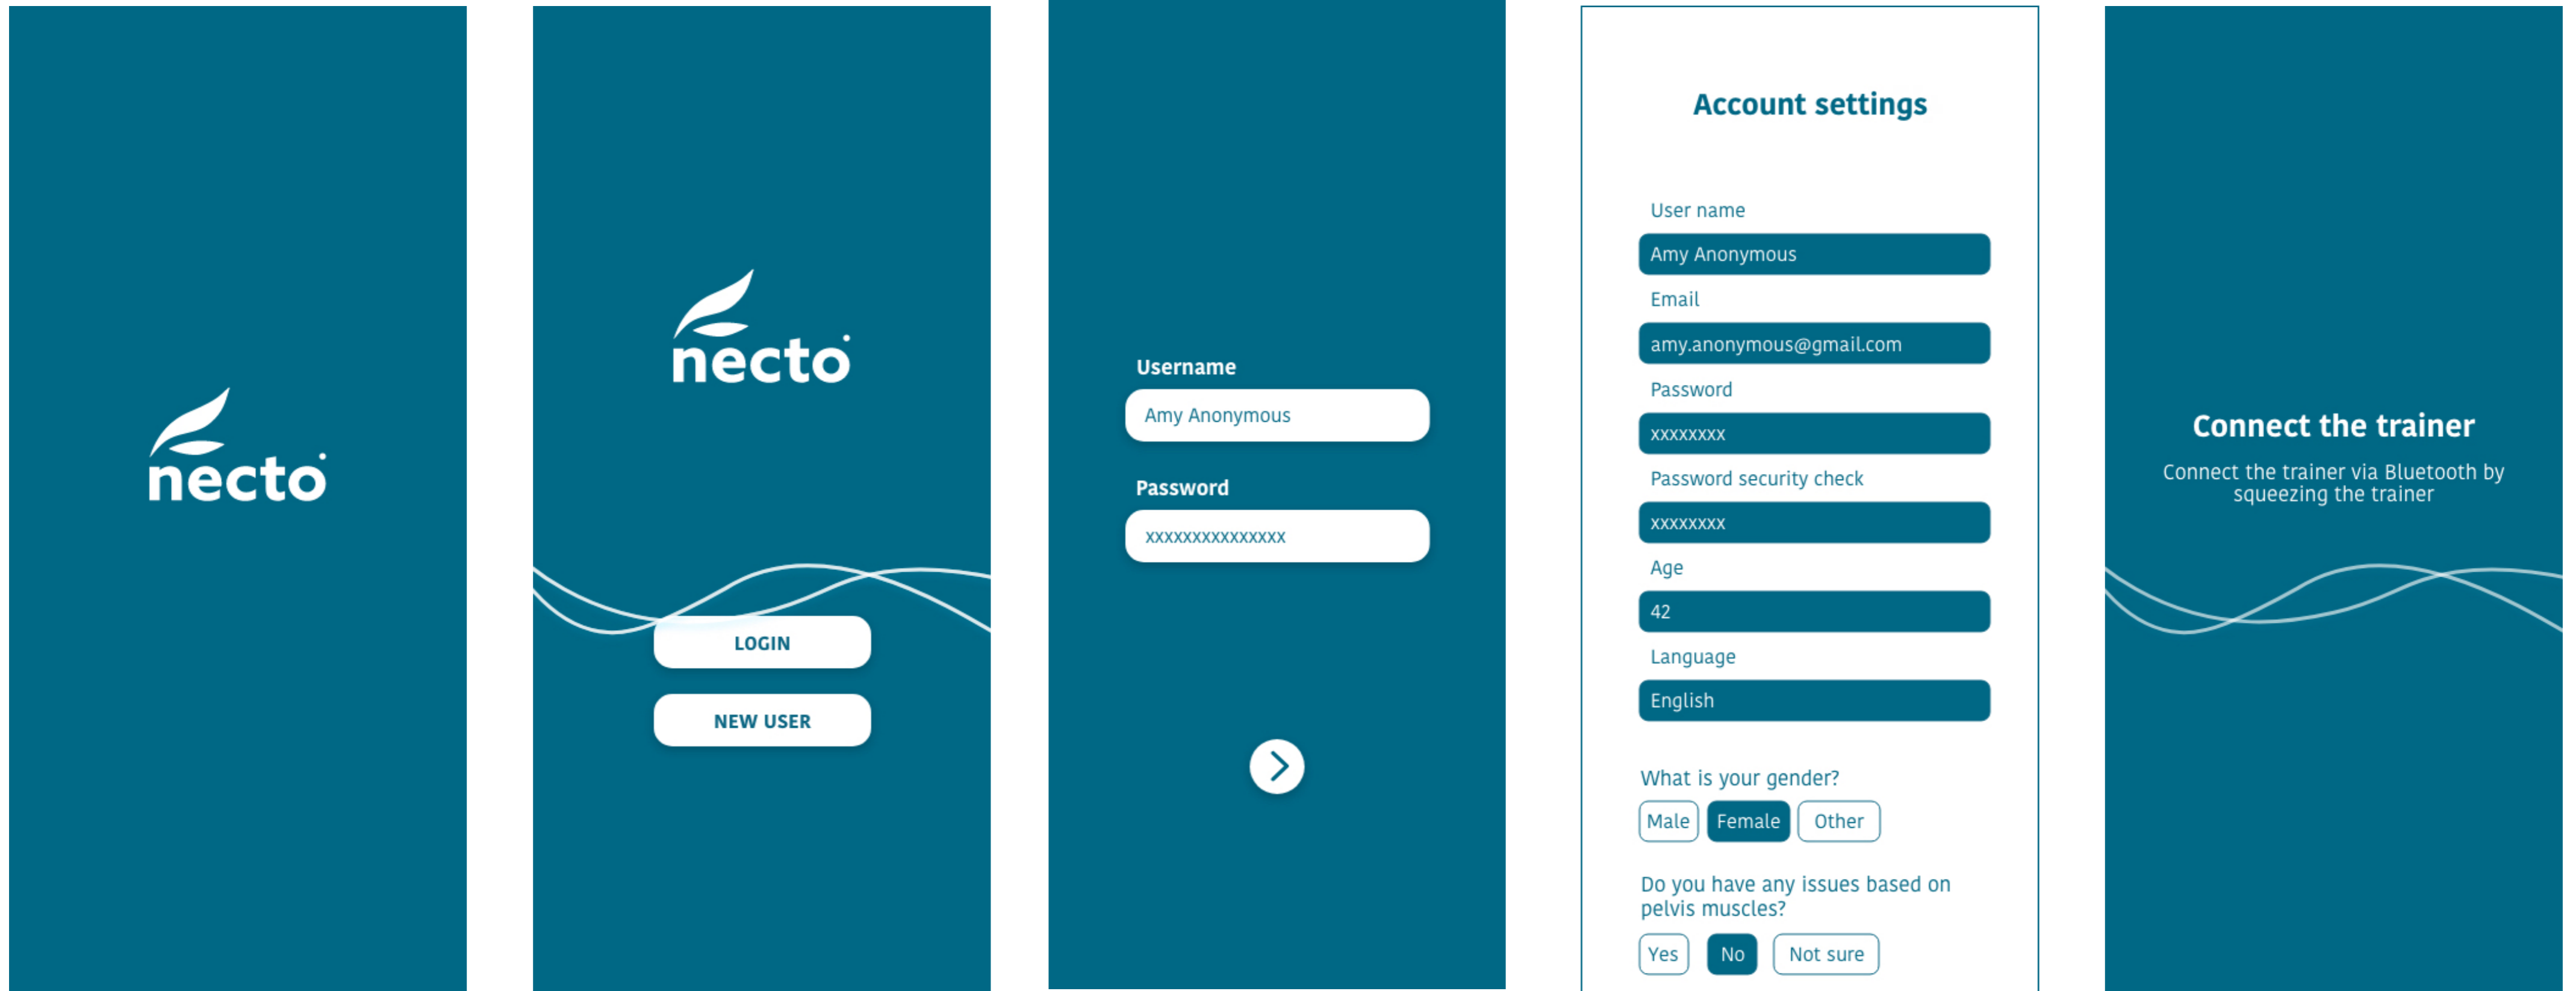 necto
necto
LOGIN
NEW USER
Username
Amy Anonymous
Password
xxxxxxxxxxxxxxx
Account settings
User name
Amy Anonymous
Email
amy.anonymous@gmail.com
Password
xxxxxxxx
Password security check
xxxxxxxx
Age
42
Language
English
What is your gender?
Male Female Other
Do you have any issues based on
pelvis muscles?
Yes No Not sure
Connect the trainer
Connect the trainer via Bluetooth by
squeezing the trainer